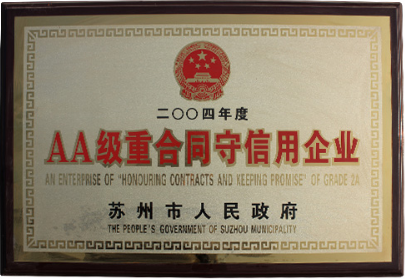 二〇〇四年度
AA级重合同守信用企业
AN ENTERPRISE OF "HONOURING CONTRACTS AND KEEPING PROMISE" OF GRADE 2A
苏州市人民政府
THE PEOPLE'S GOVERNMENT OF SUZHOU MUNICIPALITY